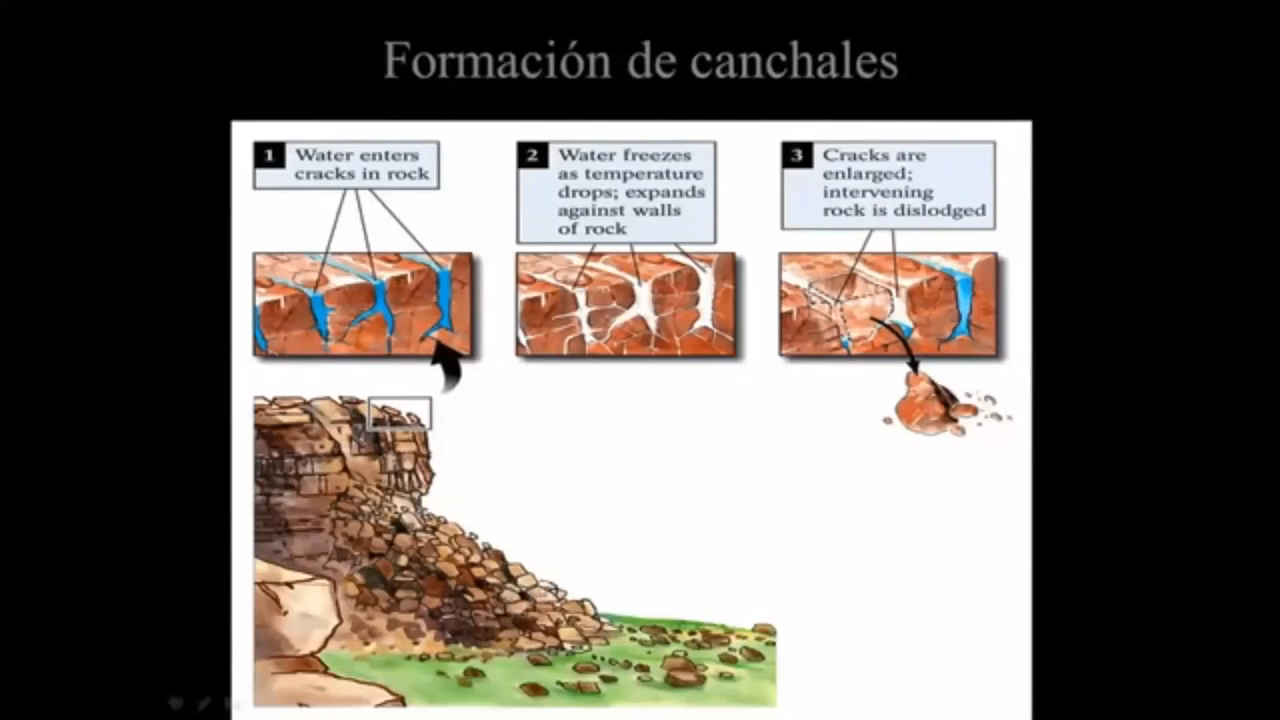 Formación de canchales
1 Water enters
cracks in rock
2 Water freezes
as temperature
drops; expands
against walls
of rock
3 Cracks are
enlarged;
intervening
rock is dislodged